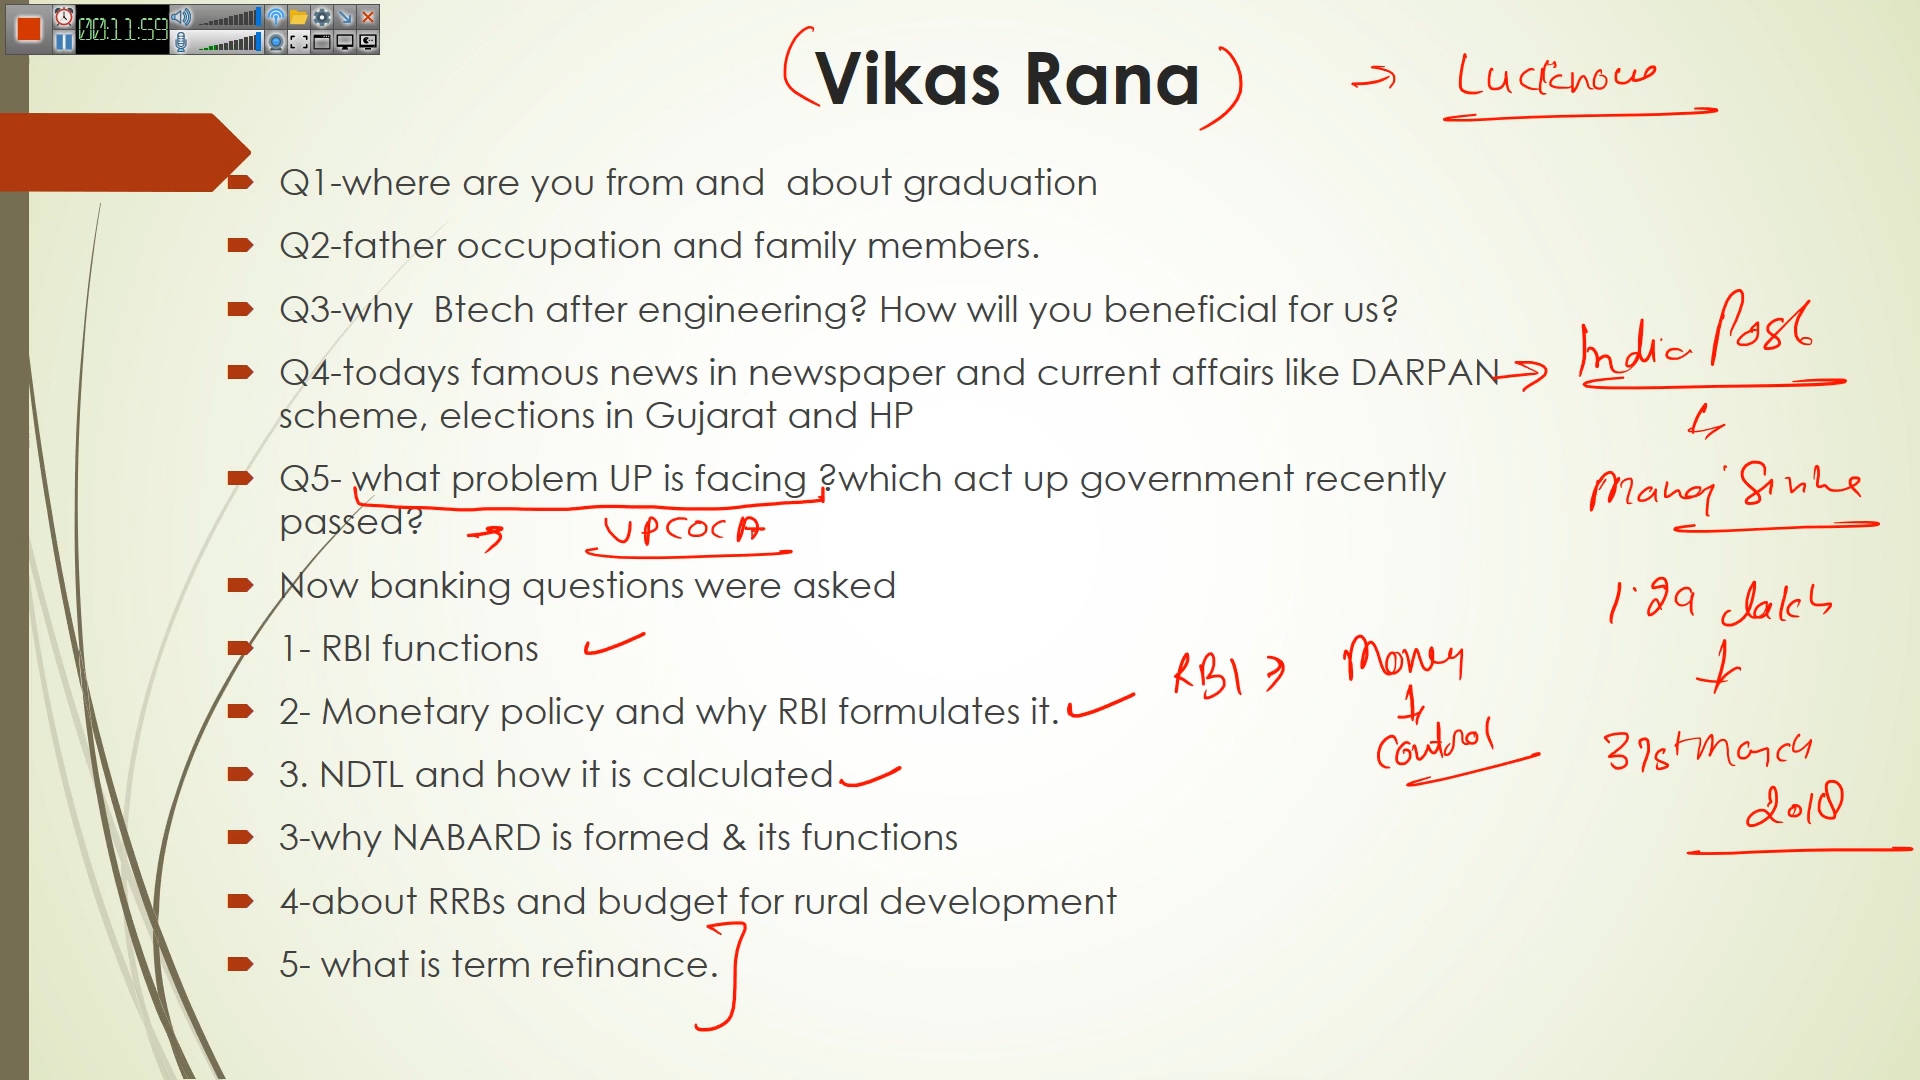 00:11:59
(Vikas Rana) → Lucknow
Q1-where are you from and  about graduation
Q2-father occupation and family members.
Q3-why  Btech after engineering? How will you beneficial for us?
Q4-todays famous news in newspaper and current affairs like DARPAN → India Post
scheme, elections in Gujarat and HP
Manoj Sinha
Q5- what problem UP is facing ?which act up government recently
passed? → UPCOCA
Now banking questions were asked
1.29 lakh
1- RBI functions
RBI → Money
2- Monetary policy and why RBI formulates it.
Control
31st March
3. NDTL and how it is calculated
2018
3-why NABARD is formed & its functions
4-about RRBs and budget for rural development
5- what is term refinance.